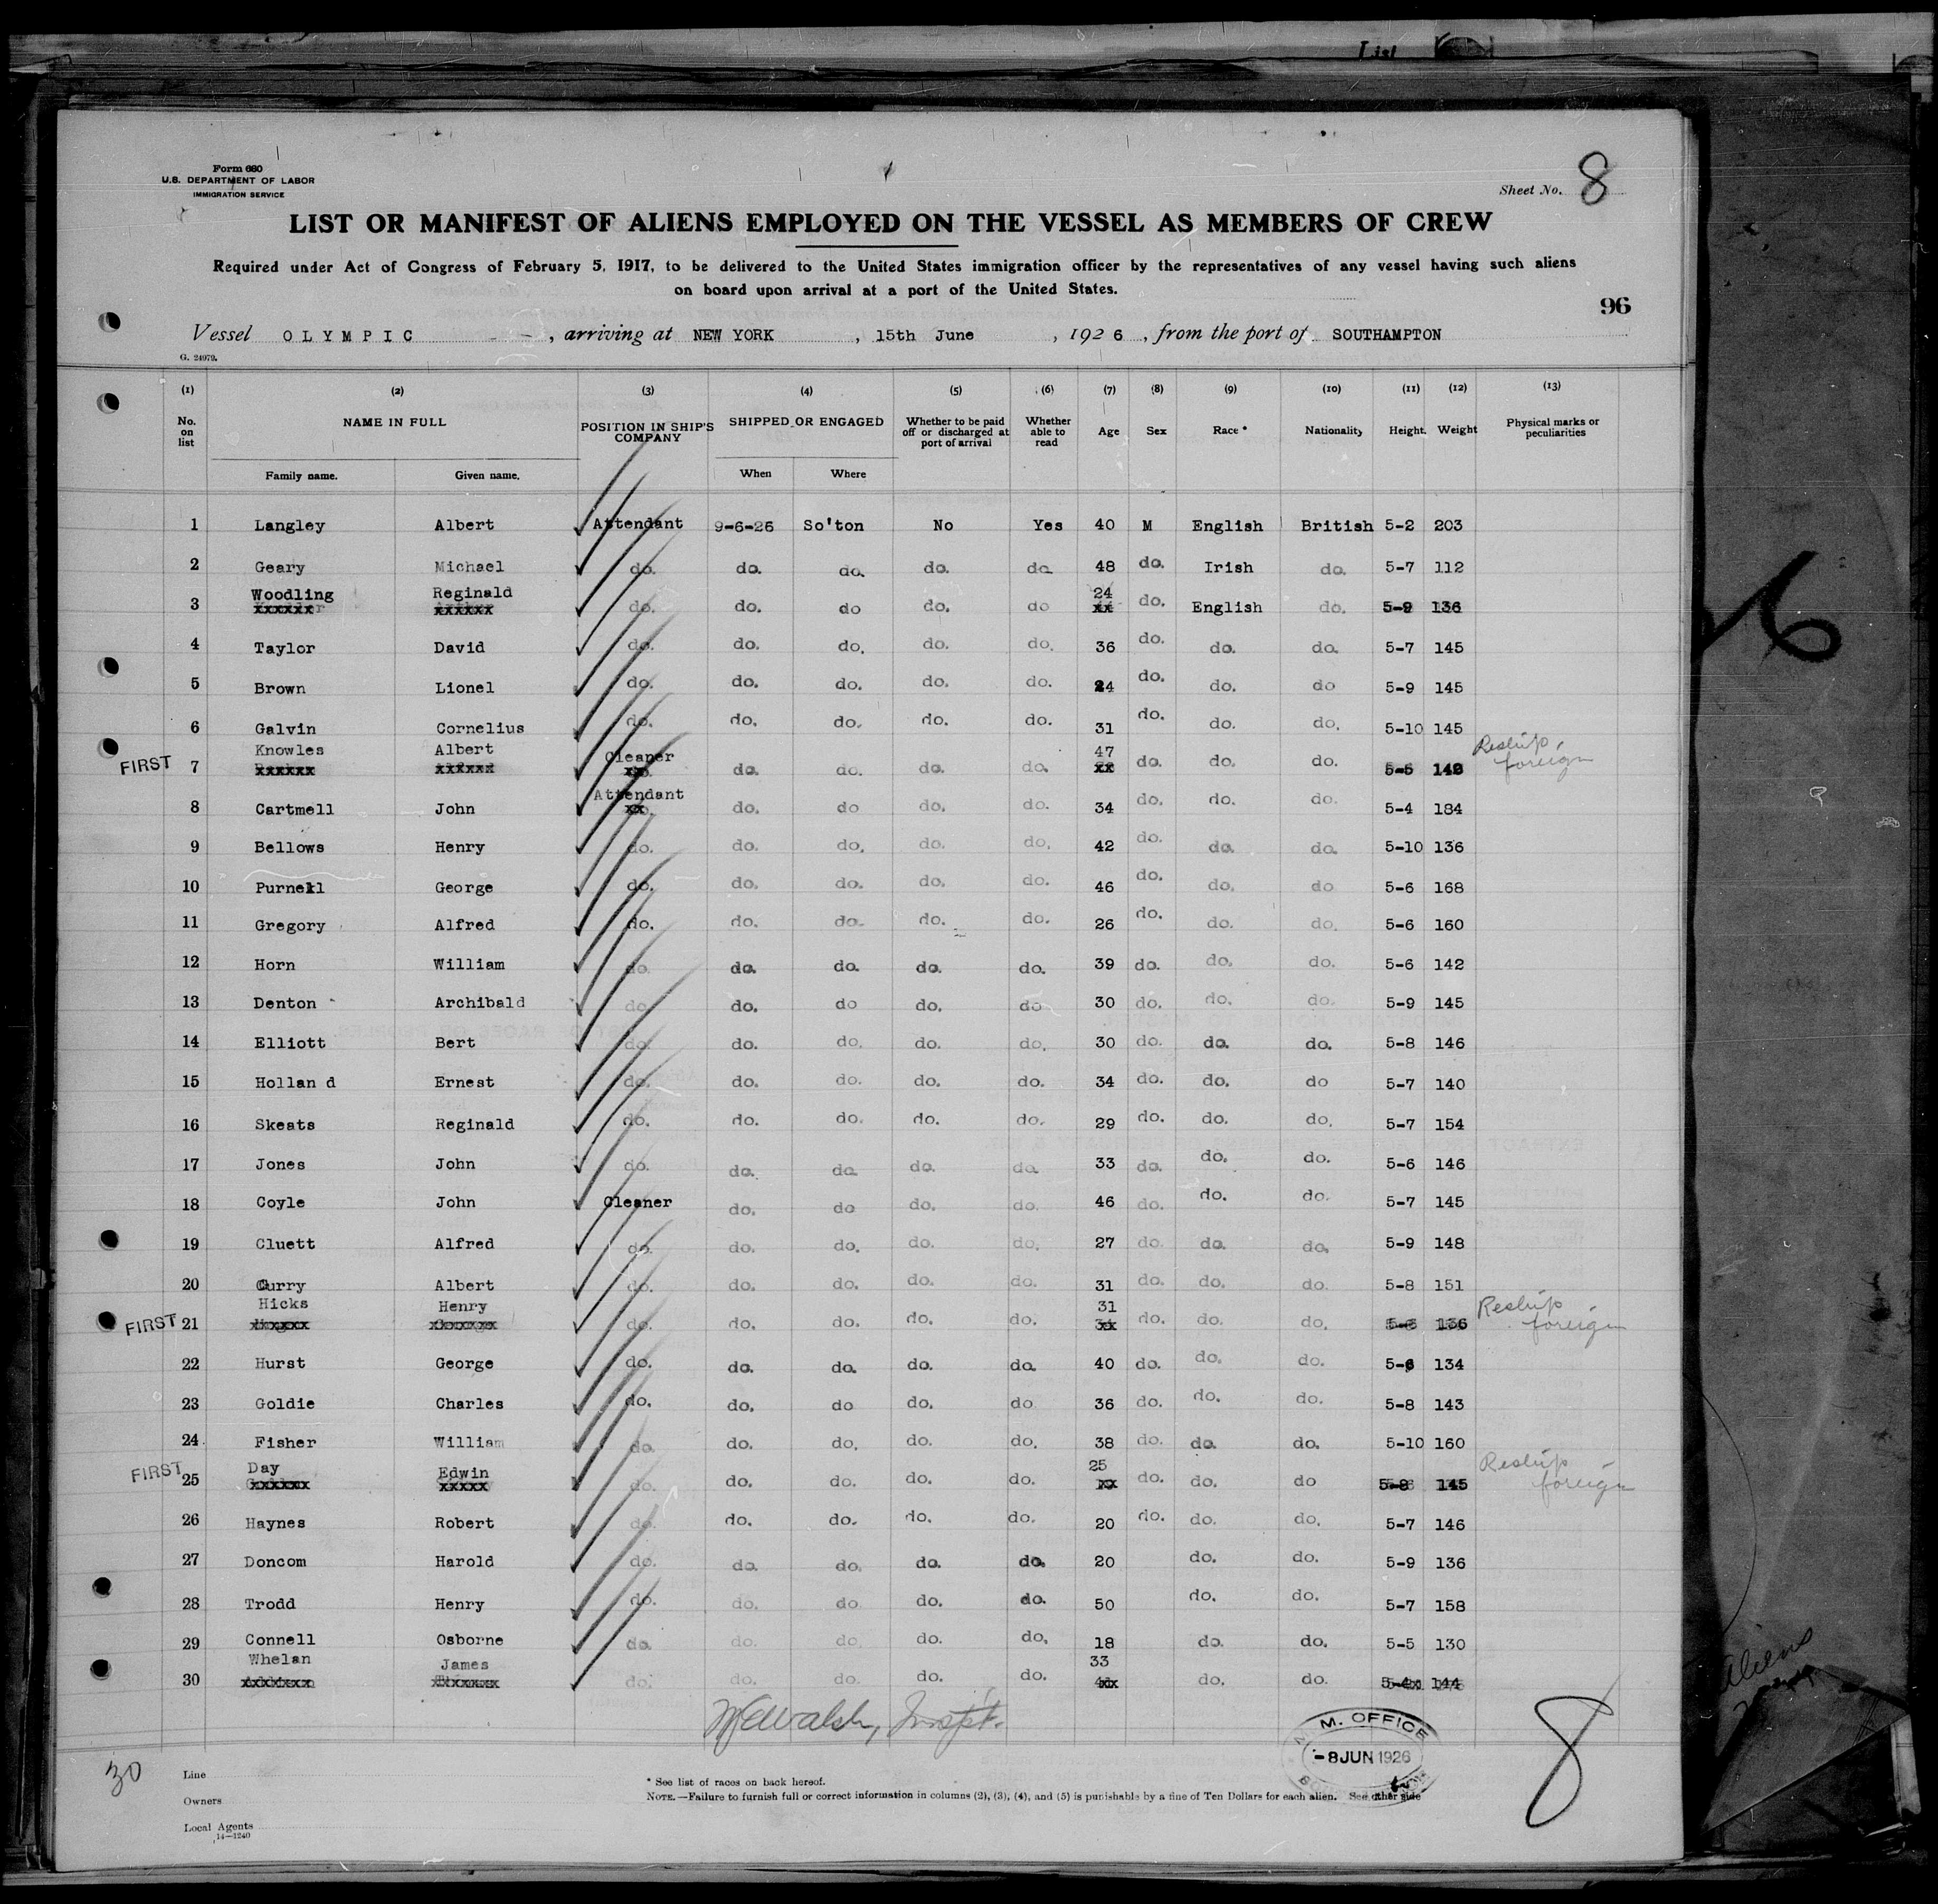 List
Form 680
U.S. DEPARTMENT OF LABOR
IMMIGRATION SERVICE
Sheet No. 8
LIST OR MANIFEST OF ALIENS EMPLOYED ON THE VESSEL AS MEMBERS OF CREW
Required under Act of Congress of February 5, 1917, to be delivered to the United States immigration officer by the representatives of any vessel having such aliens
on board upon arrival at a port of the United States.
96
Vessel OLYMPIC, arriving at NEW YORK, 15th June, 1926, from the port of SOUTHAMPTON
G. 24979.
(1) (2) (3) (4) (5) (6) (7) (8) (9) (10) (11) (12) (13)
No. on list NAME IN FULL POSITION IN SHIP'S COMPANY SHIPPED OR ENGAGED Whether to be paid off or discharged at port of arrival Whether able to read Age Sex Race * Nationality Height. Weight Physical marks or peculiarities
Family name. Given name. When Where
1 Langley Albert Attendant 9-6-26 So'ton No Yes 40 M English British 5-2 203
2 Geary Michael do. do. do. do. do 48 do. Irish do. 5-7 112
Woodling Reginald 24
3 xxxxxx xxxxxx do. do. do do. do xx do. English do. 5-9 136
4 Taylor David do. do. do. do. do. 36 do. do. do. 5-7 145
5 Brown Lionel do. do. do. do. do. 24 do. do. do 5-9 145
6 Galvin Cornelius do. do. do. do. do. 31 do. do. do. 5-10 145
Knowles Albert Cleaner 47 Reship,
FIRST 7 xxxxxx xxxxxx xx do. do. do. do. xx do. do. do. 5-5 foreign
Attendant
8 Cartmell John xx do. do do. do. 34 do. do. do. 5-4 184
9 Bellows Henry do. do. do. do. do. 42 do. do. do. 5-10 136
10 Purnell George do. do. do. do. do. 46 do. do. do 5-6 168
11 Gregory Alfred do. do. do. do. do. 26 do. do. do. 5-6 160
12 Horn William do. do. do. do. do. 39 do. do. do. 5-6 142
13 Denton Archibald do. do. do do. do 30 do. do. do. 5-9 145
14 Elliott Bert do. do. do. do. do. 30 do. do. do. 5-8 146
15 Hollan d Ernest do. do. do. do. do. 34 do. do. do 5-7 140
16 Skeats Reginald do. do. do. do. do. 29 do. do. do. 5-7 154
17 Jones John do. do. do. do. do. 33 do. do. do. 5-6 146
18 Coyle John Cleaner do. do do. do. 46 do. do. do. 5-7 145
19 Cluett Alfred do. do. do. do. do. 27 do. do. do. 5-9 148
20 Curry Albert do. do. do. do. do. 31 do. do. do. 5-8 151
Hicks Henry 31 Reship
FIRST 21 xxxxxx xxxxxxx do. do. do. do. do. xx do. do. do. 136 foreign
22 Hurst George do. do. do. do. do. 40 do. do. do. 5-6 134
23 Goldie Charles do. do. do do. do 36 do. do. do. 5-8 143
24 Fisher William do. do. do. do. do. 38 do. do. do. 5-10 160
Day Edwin 25 Reship
FIRST 25 xxxxxx xxxxx do. do. do. do. do. xx do. do. do 145 foreign
26 Haynes Robert do. do. do. do. do. 20 do. do. do. 5-7 146
27 Doncom Harold do. do. do. do. do. 20 do. do. 5-9 136
28 Trodd Henry do. do. do. do. do. 50 do. do. 5-7 158
29 Connell Osborne do. do. do. do. do. 18 do. do. 5-5 130
Whelan James 33
30 xxxxxxx xxxxxxx do. do. do. do. do. do. do. 5-4 144
Inspt.
M. OFFICE
-8 JUN 1926
8
30
Line
Owners
Local Agents
14-1240
* See list of races on back hereof.
NOTE.—Failure to furnish full or correct information in columns (2), (3), (4), and (5) is punishable by a fine of Ten Dollars for each alien. See other side
Aliens